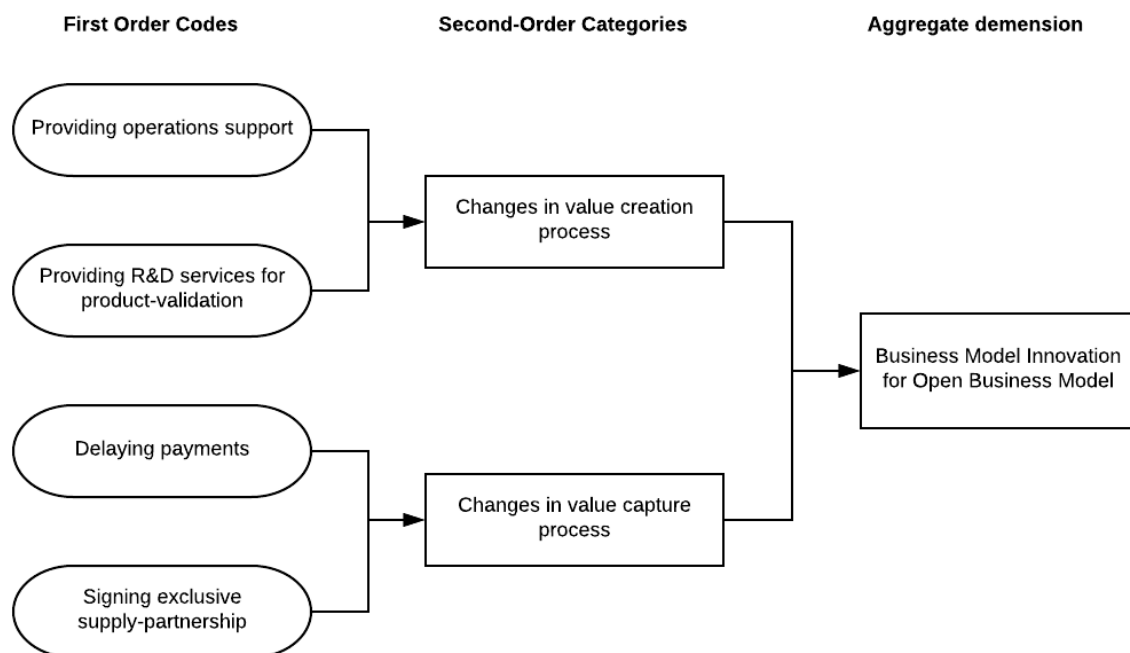 First Order Codes
Second-Order Categories
Aggregate demension
Providing operations support
Providing R&D services for
product-validation
Delaying payments
Signing exclusive
supply-partnership
Changes in value creation
process
Changes in value capture
process
Business Model Innovation
for Open Business Model